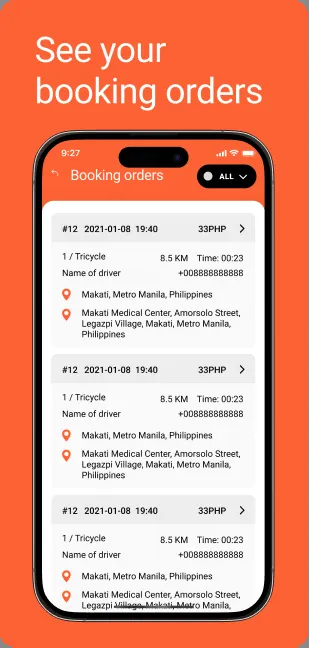 See your
booking orders
9:27
Booking orders
ALL
#12 2021-01-08 19:40 33PHP
1 / Tricycle 8.5 KM Time: 00:23
Name of driver +008888888888
Makati, Metro Manila, Philippines
Makati Medical Center, Amorsolo Street,
Legazpi Village, Makati, Metro Manila,
Philippines
#12 2021-01-08 19:40 33PHP
1 / Tricycle 8.5 KM Time: 00:23
Name of driver +008888888888
Makati, Metro Manila, Philippines
Makati Medical Center, Amorsolo Street,
Legazpi Village, Makati, Metro Manila,
Philippines
#12 2021-01-08 19:40 33PHP
1 / Tricycle 8.5 KM Time: 00:23
Name of driver +008888888888
Makati, Metro Manila, Philippines
Makati Medical Center, Amorsolo Street,
Legazpi Village, Makati, Metro Manila,